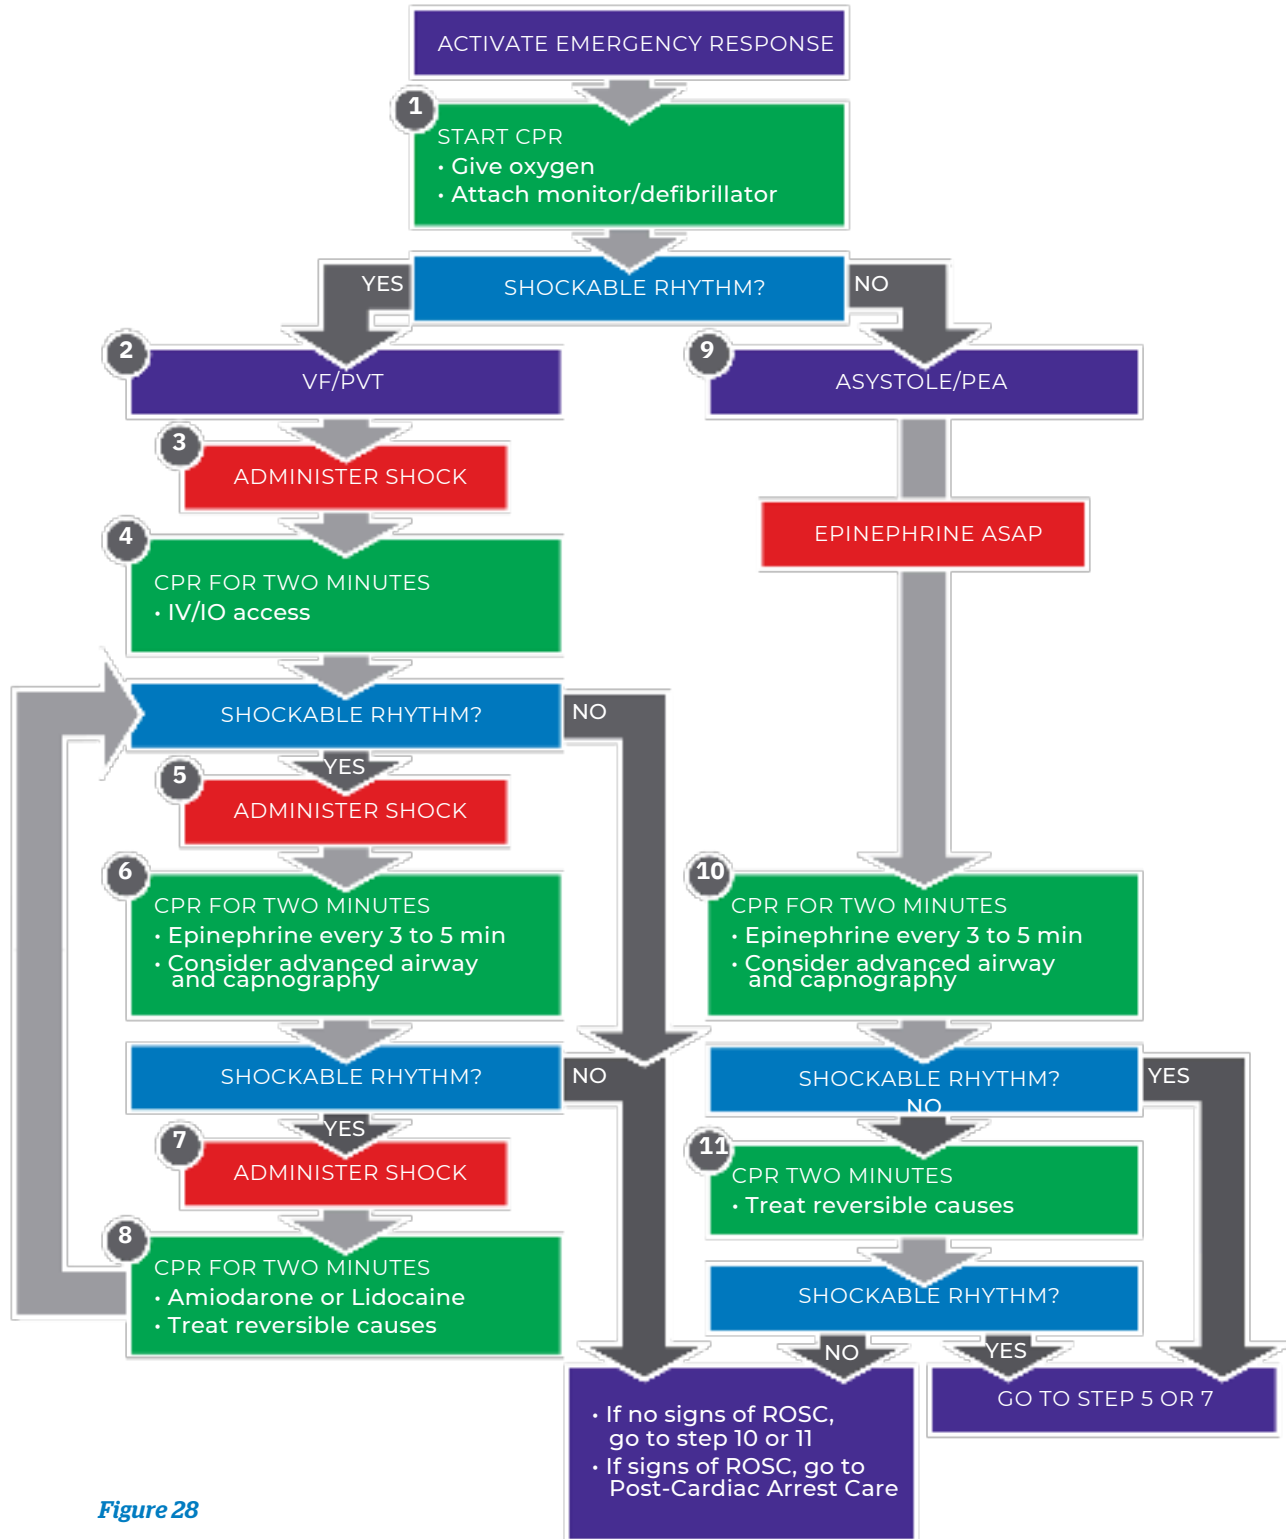 ACTIVATE EMERGENCY RESPONSE
1
START CPR
• Give oxygen
• Attach monitor/defibrillator
YES
SHOCKABLE RHYTHM?
NO
2
VF/PVT
9
ASYSTOLE/PEA
3
ADMINISTER SHOCK
EPINEPHRINE ASAP
4
CPR FOR TWO MINUTES
• IV/IO access
SHOCKABLE RHYTHM?
NO
YES
5
ADMINISTER SHOCK
6
CPR FOR TWO MINUTES
• Epinephrine every 3 to 5 min
• Consider advanced airway
and capnography
10
CPR FOR TWO MINUTES
• Epinephrine every 3 to 5 min
• Consider advanced airway
and capnography
SHOCKABLE RHYTHM?
NO
YES
SHOCKABLE RHYTHM?
NO
YES
7
ADMINISTER SHOCK
11
CPR TWO MINUTES
• Treat reversible causes
8
CPR FOR TWO MINUTES
• Amiodarone or Lidocaine
• Treat reversible causes
SHOCKABLE RHYTHM?
NO
YES
• If no signs of ROSC,
go to step 10 or 11
• If signs of ROSC, go to
Post-Cardiac Arrest Care
GO TO STEP 5 OR 7
Figure 28